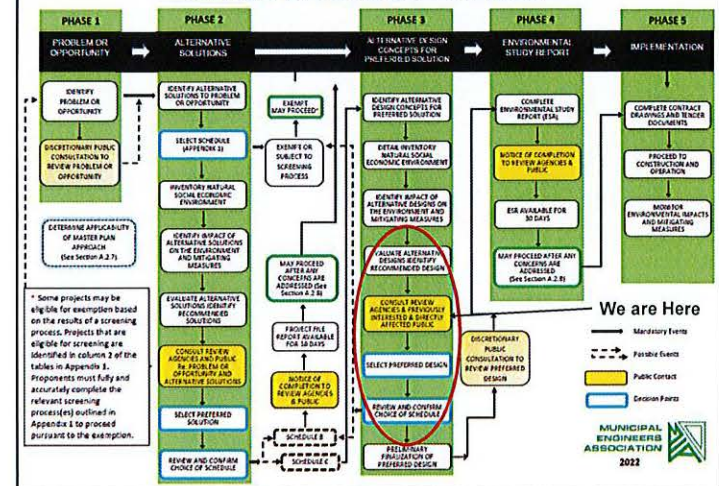 PHASE 1
PROBLEM OR
OPPORTUNITY
IDENTIFY
PROBLEM OR
OPPORTUNITY
DISCRETIONARY PUBLIC
CONSULTATION TO
REVIEW PROBLEM OR
OPPORTUNITY
DETERMINE APPLICABILITY
OF MASTER PLAN
APPROACH
(See Section A.2.7)
* Some projects may be
eligible for exemption based
on the results of a screening
process. Projects that are
eligible for screening are
identified in column 2 of the
tables in Appendix 1.
Proponents must fully and
accurately complete the
relevant screening
process(es) outlined in
Appendix 1 to proceed
pursuant to the exemption.
PHASE 2
ALTERNATIVE
SOLUTIONS
IDENTIFY ALTERNATIVE
SOLUTIONS TO PROBLEM
OR OPPORTUNITY
SELECT SCHEDULE
(APPENDIX 1)
INVENTORY NATURAL
SOCIAL ECONOMIC
ENVIRONMENT
IDENTIFY IMPACT OF
ALTERNATIVE SOLUTIONS
ON THE ENVIRONMENT
AND MITIGATING
MEASURES
EVALUATE ALTERNATIVE
SOLUTIONS IDENTIFY
RECOMMENDED
SOLUTIONS
CONSULT REVIEW
AGENCIES AND PUBLIC
Re: PROBLEM OR
OPPORTUNITY AND
ALTERNATIVE SOLUTIONS
SELECT PREFERRED
SOLUTION
REVIEW AND CONFIRM
CHOICE OF SCHEDULE
EXEMPT
MAY PROCEED*
EXEMPT OR
SUBJECT TO
SCREENING
PROCESS
MAY PROCEED
AFTER ANY
CONCERNS ARE
ADDRESSED (See
Section A.2.8)
PROJECT FILE
REPORT AVAILABLE
FOR 30 DAYS
NOTICE OF
COMPLETION TO
REVIEW AGENCIES
& PUBLIC
SCHEDULE B
SCHEDULE C
PHASE 3
ALTERNATIVE DESIGN
CONCEPTS FOR
PREFERRED SOLUTION
IDENTIFY ALTERNATIVE
DESIGN CONCEPTS FOR
PREFERRED SOLUTION
DETAIL INVENTORY
NATURAL SOCIAL
ECONOMIC ENVIRONMENT
IDENTIFY IMPACT OF
ALTERNATIVE DESIGNS ON
THE ENVIRONMENT AND
MITIGATING MEASURES
EVALUATE ALTERNATIVE
DESIGNS IDENTIFY
RECOMMENDED DESIGN
CONSULT REVIEW
AGENCIES & PREVIOUSLY
INTERESTED & DIRECTLY
AFFECTED PUBLIC
SELECT PREFERRED DESIGN
REVIEW AND CONFIRM
CHOICE OF SCHEDULE
PRELIMINARY
FINALIZATION OF
PREFERRED DESIGN
DISCRETIONARY
PUBLIC
CONSULTATION TO
REVIEW PREFERRED
DESIGN
PHASE 4
ENVIRONMENTAL
STUDY REPORT
COMPLETE
ENVIRONMENTAL STUDY
REPORT (ESR)
NOTICE OF COMPLETION
TO REVIEW AGENCIES &
PUBLIC
ESR AVAILABLE FOR
30 DAYS
MAY PROCEED AFTER ANY
CONCERNS ARE
ADDRESSED
(See Section A.2.8)
PHASE 5
IMPLEMENTATION
COMPLETE CONTRACT
DRAWINGS AND TENDER
DOCUMENTS
PROCEED TO
CONSTRUCTION AND
OPERATION
MONITOR
ENVIRONMENTAL IMPACTS
AND MITIGATING
MEASURES
We are Here
Mandatory Events
Possible Events
Public Contact
Decision Points
MUNICIPAL
ENGINEERS
ASSOCIATION
2022